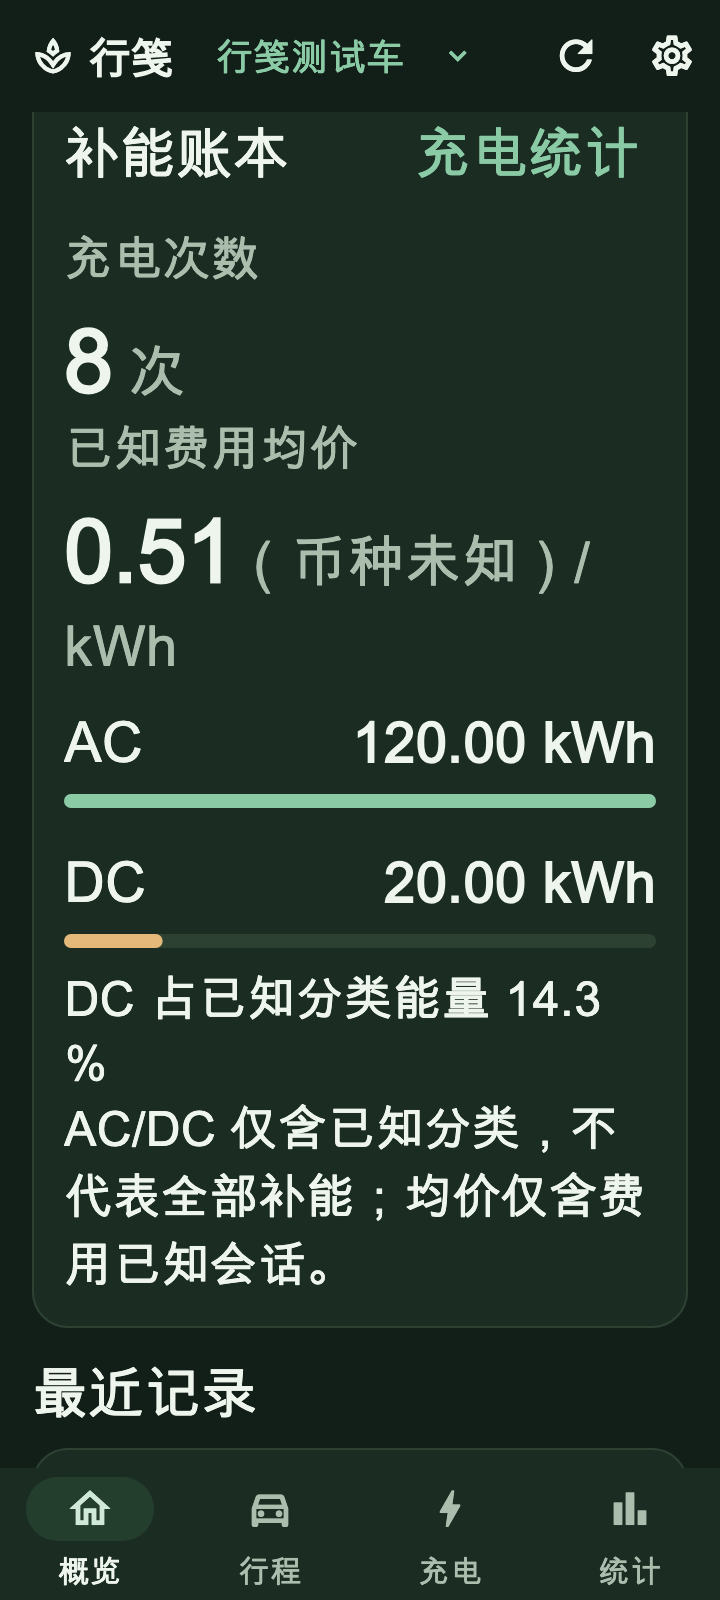 行笺 行笺测试车
补能账本 充电统计
充电次数
8 次
已知费用均价
0.51（币种未知）/
kWh
AC 120.00 kWh
DC 20.00 kWh
DC 占已知分类能量 14.3
%
AC/DC 仅含已知分类，不
代表全部补能；均价仅含费
用已知会话。
最近记录
概览 行程 充电 统计